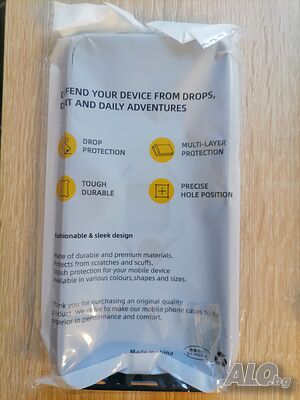 FEND YOUR DEVICE FROM DROPS,
RT AND DAILY ADVENTURES
DROP
PROTECTION
MULTI-LAYER
PROTECTION
TOUGH
DURABLE
PRECISE
HOLE POSITION
Fashionable & sleek design
Made of durable and premium materials.
Protects from scratches and scuffs.
Stylish protection for your mobile device
Available in various colours,shapes and sizes.
Thank you for purchasing an original quality
product. We strive to make our mobile phone cases to be
superior in performance and comfort.
Made in china
ALO.bg